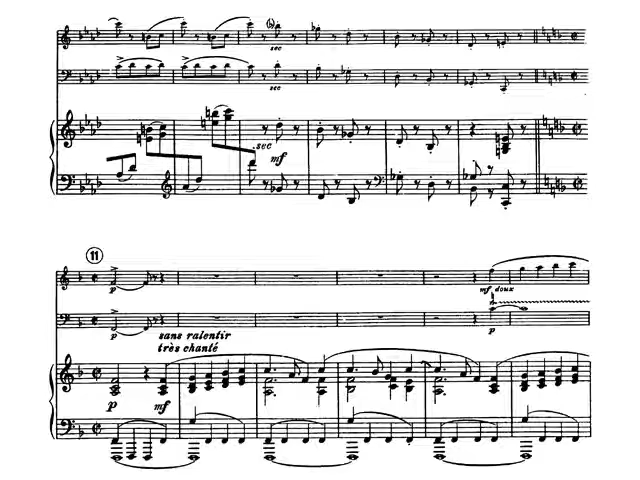 sec
sec
sec
mf
11
p
mf doux
p
p
sans ralentir
très chanté
p
mf